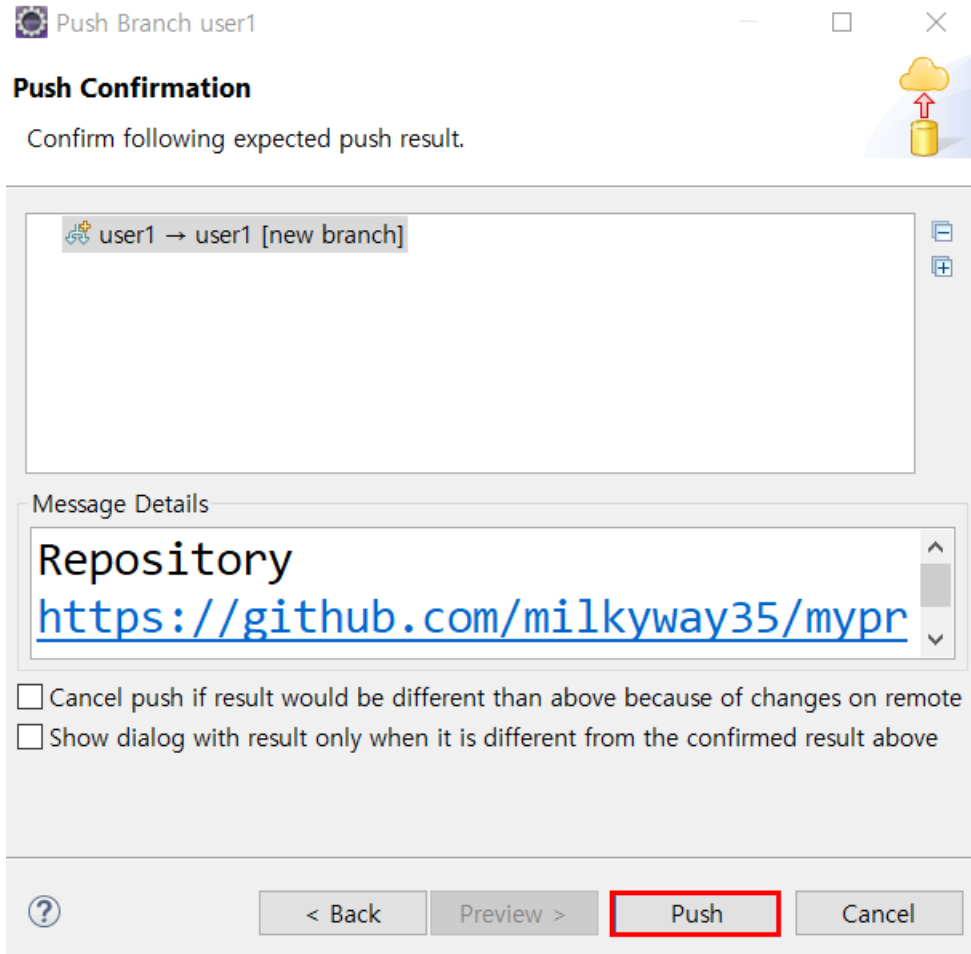 Push Branch user1
Push Confirmation
Confirm following expected push result.
user1 → user1 [new branch]
Message Details
Repository
https://github.com/milkyway35/mypr
Cancel push if result would be different than above because of changes on remote
Show dialog with result only when it is different from the confirmed result above
< Back Preview > Push Cancel